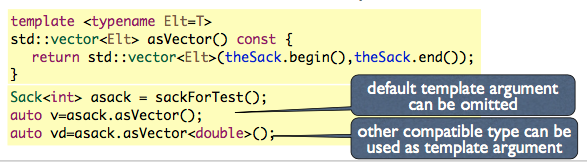 template <typename Elt=T>
std::vector<Elt> asVector() const {
return std::vector<Elt>(theSack.begin(),theSack.end());
}
Sack<int> asack = sackForTest();
auto v=asack.asVector();
auto vd=asack.asVector<double>();
default template argument
can be omitted
other compatible type can be
used as template argument